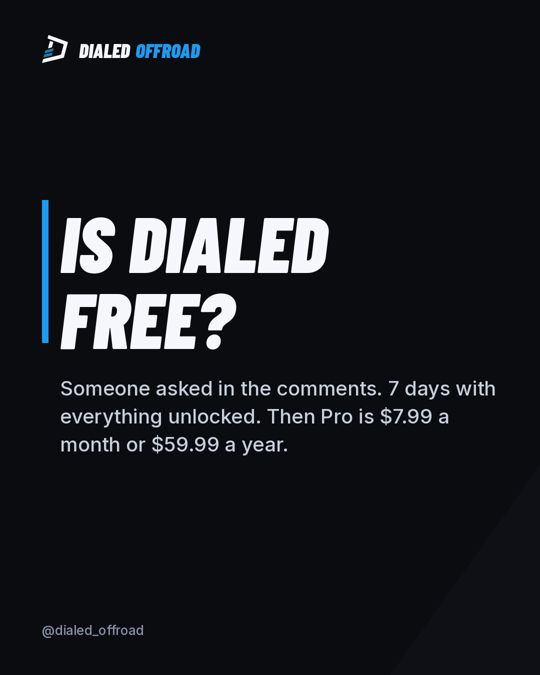 DIALED OFFROAD
IS DIALED
FREE?
Someone asked in the comments. 7 days with
everything unlocked. Then Pro is $7.99 a
month or $59.99 a year.
@dialed_offroad